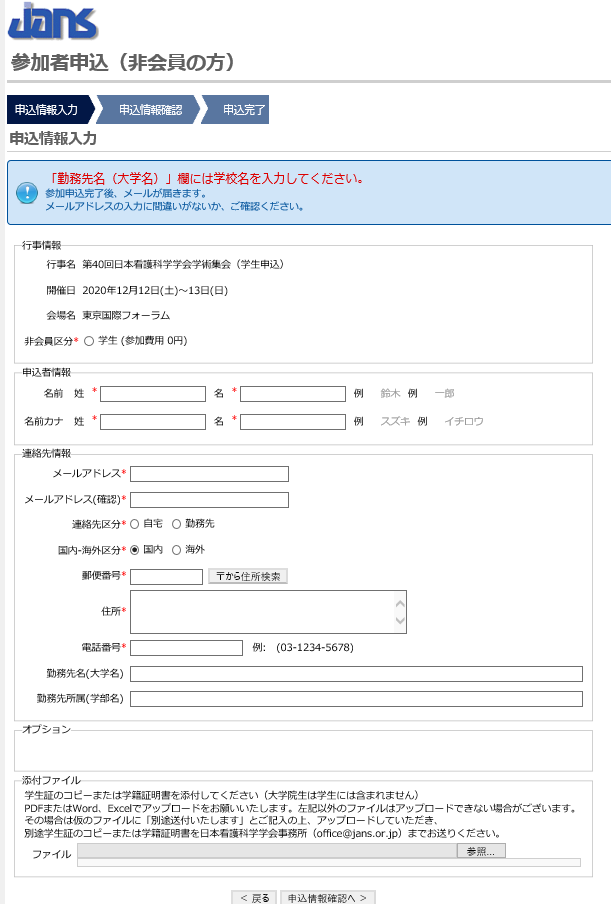 jans
参加者申込（非会員の方）
申込情報入力 申込情報確認 申込完了
申込情報入力
「勤務先名（大学名）」欄には学校名を入力してください。
参加申込完了後、メールが届きます。
メールアドレスの入力に間違いがないか、ご確認ください。
行事情報
行事名 第40回日本看護科学学会学術集会（学生申込）
開催日 2020年12月12日(土)～13日(日)
会場名 東京国際フォーラム
非会員区分* 学生 (参加費用 0円)
申込者情報
名前 姓 * 名 * 例 鈴木 例 一郎
名前カナ 姓 * 名 * 例 スズキ 例 イチロウ
連絡先情報
メールアドレス*
メールアドレス(確認)*
連絡先区分* 自宅 勤務先
国内-海外区分* 国内 海外
郵便番号* 〒から住所検索
住所*
電話番号* 例: (03-1234-5678)
勤務先名(大学名)
勤務先所属(学部名)
オプション
添付ファイル
学生証のコピーまたは学籍証明書を添付してください（大学院生は学生には含まれません）
PDFまたはWord、Excelでアップロードをお願いいたします。左記以外のファイルはアップロードできない場合がございます。
その場合は仮のファイルに「別途送付いたします」とご記入の上、アップロードしていただき、
別途学生証のコピーまたは学籍証明書を日本看護科学学会事務所（office@jans.or.jp）までお送りください。
ファイル 参照...
< 戻る 申込情報確認へ >